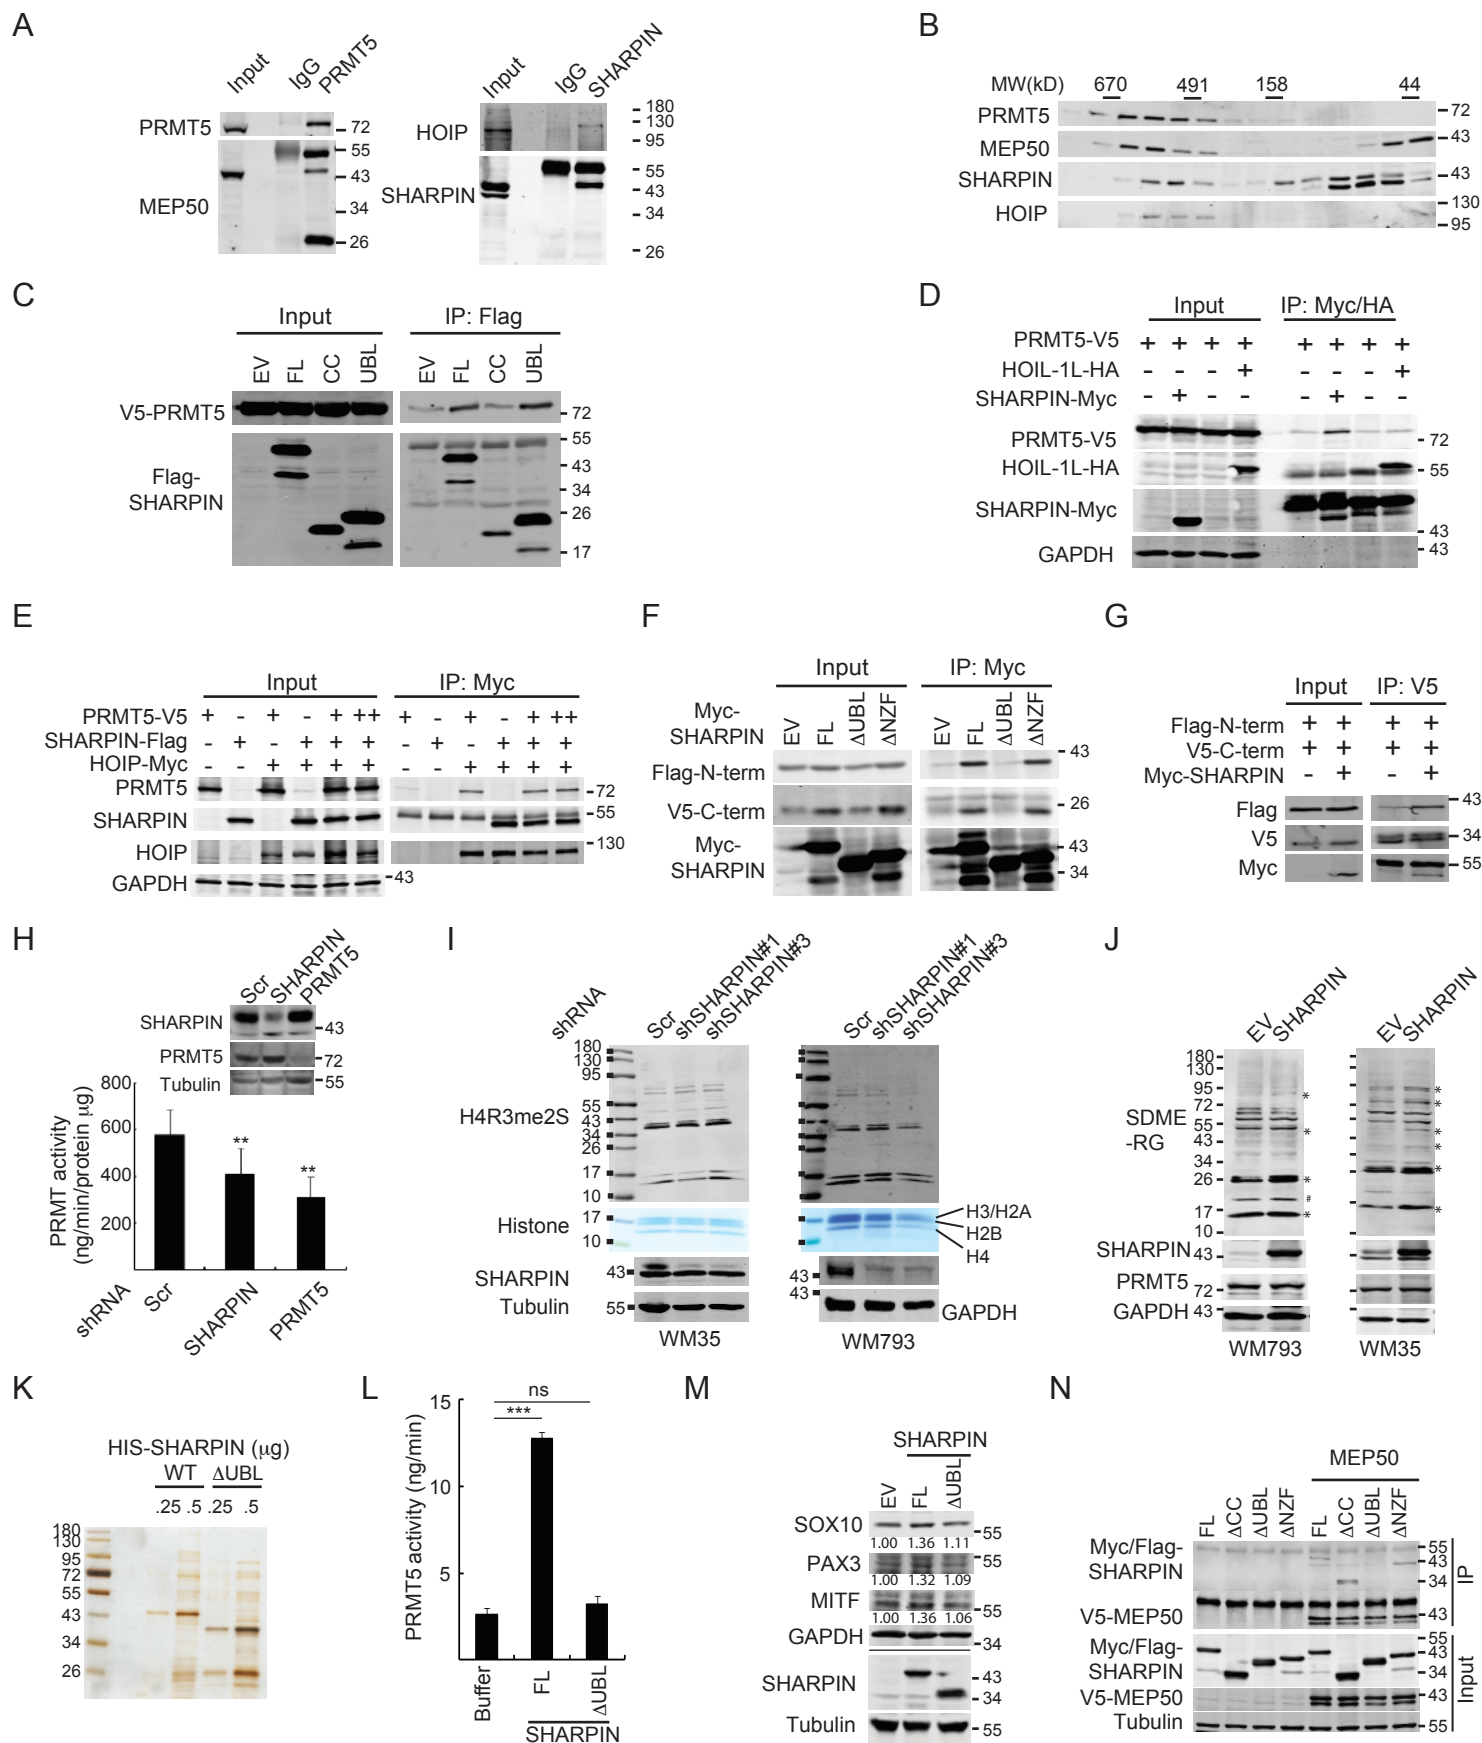 A
Input IgG PRMT5
PRMT5
MEP50
72
55
43
34
26
Input IgG SHARPIN
HOIP
SHARPIN
180
130
95
55
43
34
26
B
MW(kD) 670 491 158 44
PRMT5 72
MEP50 43
SHARPIN 43
HOIP 130
95
C
Input IP: Flag
EV FL CC UBL EV FL CC UBL
V5-PRMT5 72
Flag-
SHARPIN
55
43
34
26
17
D
Input IP: Myc/HA
PRMT5-V5 + + + + + + + +
HOIL-1L-HA - - - + - - - +
SHARPIN-Myc - + - - - + - -
PRMT5-V5 72
HOIL-1L-HA 55
SHARPIN-Myc 43
GAPDH 43
E
Input IP: Myc
PRMT5-V5 + - + - + ++ + - + - + ++
SHARPIN-Flag - + - + + + - + - + + +
HOIP-Myc - - + + + + - - + + + +
PRMT5 72
SHARPIN 55
HOIP 130
GAPDH 43
F
Input IP: Myc
Myc-
SHARPIN
EV FL ΔUBL ΔNZF EV FL ΔUBL ΔNZF
Flag-N-term 43
V5-C-term 26
Myc-
SHARPIN
43
34
G
Input IP: V5
Flag-N-term + + + +
V5-C-term + + + +
Myc-SHARPIN - + - +
Flag 43
V5 34
Myc 55
H
Scr SHARPIN PRMT5
SHARPIN 43
PRMT5 72
Tubulin 55
PRMT activity
(ng/min/protein μg)
800
600
400
200
** **
shRNA Scr SHARPIN PRMT5
I
shRNA Scr shSHARPIN#1 shSHARPIN#3 Scr shSHARPIN#1 shSHARPIN#3
H4R3me2S
180
130
95
55
43
34
26
17
10
Histone
17
10
H3/H2A
H2B
H4
SHARPIN 43 43
43
Tubulin 55 GAPDH
WM35 WM793
J
EV SHARPIN EV SHARPIN
SDME
-RG
180
130
95
72
55
43
34
26
17
10
*
*
*
#
*
*
*
*
*
*
*
SHARPIN 43
PRMT5 72
GAPDH 43
WM793 WM35
K
HIS-SHARPIN (μg)
WT ΔUBL
.25 .5 .25 .5
180
130
95
72
55
43
34
26
L
PRMT5 activity (ng/min)
15
10
5
ns
***
Buffer FL ΔUBL
SHARPIN
M
SHARPIN
EV FL ΔUBL
SOX10 55
1.00 1.36 1.11
PAX3 55
1.00 1.32 1.09
MITF 55
1.00 1.36 1.06
GAPDH 34
SHARPIN 43
34
Tubulin 55
N
MEP50
FL ΔCC ΔUBL ΔNZF FL ΔCC ΔUBL ΔNZF
Myc/Flag-
SHARPIN
55
43
34
V5-MEP50 43
IP
Myc/Flag-
SHARPIN
55
43
34
V5-MEP50 43
Tubulin 55
Input